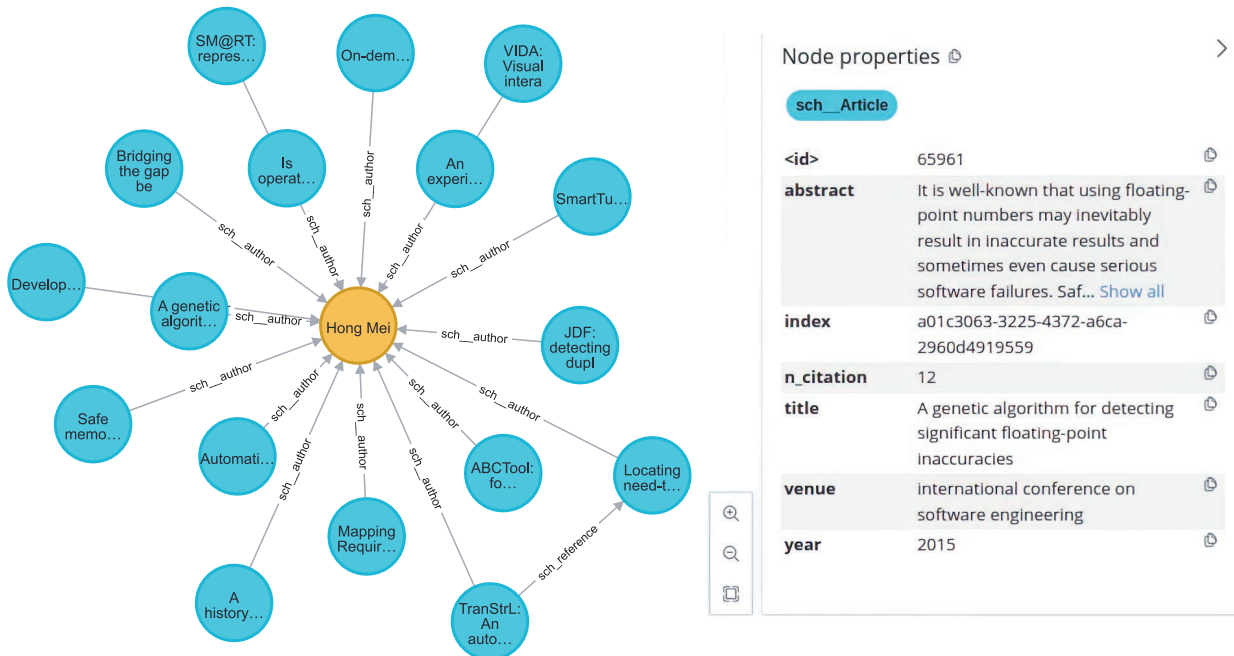 SM@RT:
repres…
On-dem…
VIDA:
Visual
intera
Bridging
the gap
be
Is
operat…
sch__author
An
experi…
SmartTu…
sch__author
sch__author
sch__author
sch__author
Develop…
A genetic
algorit…
sch__author
Hong Mei
sch__author
JDF:
detecting
dupl
Safe
memo…
sch__author
sch__author
sch__author
sch__author
Automati…
sch__author
sch__author
sch__author
ABCTool:
fo…
Locating
need-t…
Mapping
Requir…
sch_reference
A
history…
TranStrL:
An
auto…
Node properties
sch__Article
<id> 65961
abstract It is well-known that using floating-
point numbers may inevitably
result in inaccurate results and
sometimes even cause serious
software failures. Saf... Show all
index a01c3063-3225-4372-a6ca-
2960d4919559
n_citation 12
title A genetic algorithm for detecting
significant floating-point
inaccuracies
venue international conference on
software engineering
year 2015